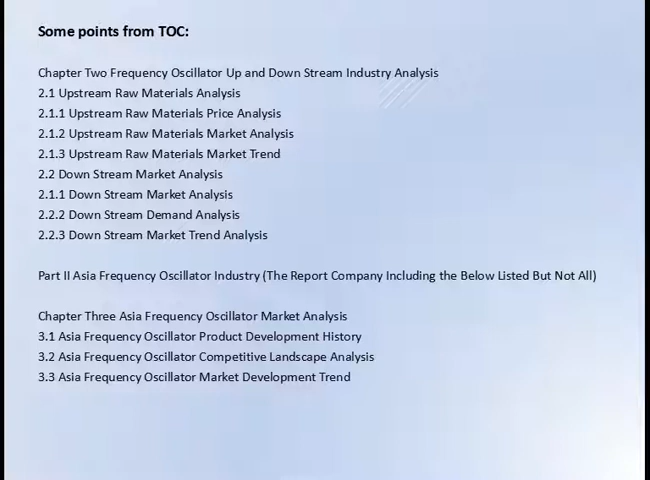 Some points from TOC:
Chapter Two Frequency Oscillator Up and Down Stream Industry Analysis
2.1 Upstream Raw Materials Analysis
2.1.1 Upstream Raw Materials Price Analysis
2.1.2 Upstream Raw Materials Market Analysis
2.1.3 Upstream Raw Materials Market Trend
2.2 Down Stream Market Analysis
2.1.1 Down Stream Market Analysis
2.2.2 Down Stream Demand Analysis
2.2.3 Down Stream Market Trend Analysis
Part II Asia Frequency Oscillator Industry (The Report Company Including the Below Listed But Not All)
Chapter Three Asia Frequency Oscillator Market Analysis
3.1 Asia Frequency Oscillator Product Development History
3.2 Asia Frequency Oscillator Competitive Landscape Analysis
3.3 Asia Frequency Oscillator Market Development Trend